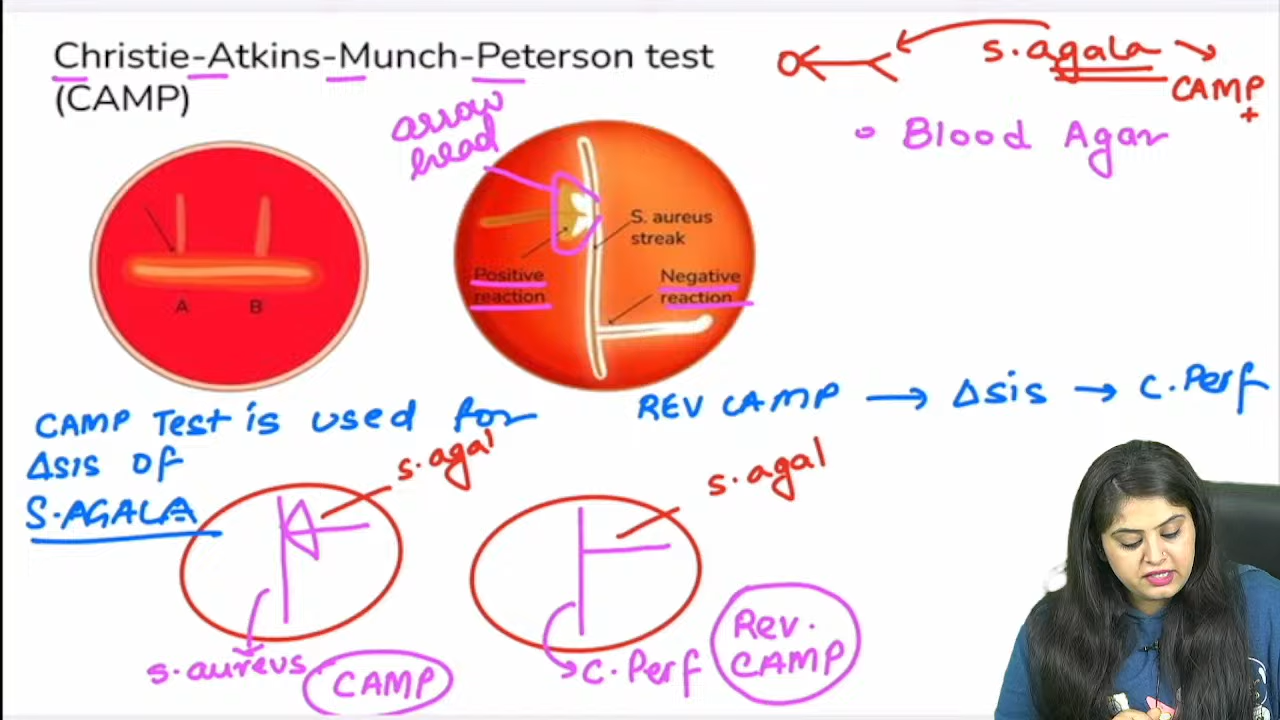 Christie-Atkins-Munch-Peterson test
(CAMP)
S.agala
CAMP
+
Blood Agar
arrow
head
S. aureus
streak
Positive
reaction
Negative
reaction
A
B
CAMP Test is used for
Δsis OF
S.AGALA
REV CAMP → Δsis → C.Perf
S.agal
S.agal
S.aureus
CAMP
C.Perf
Rev.
CAMP